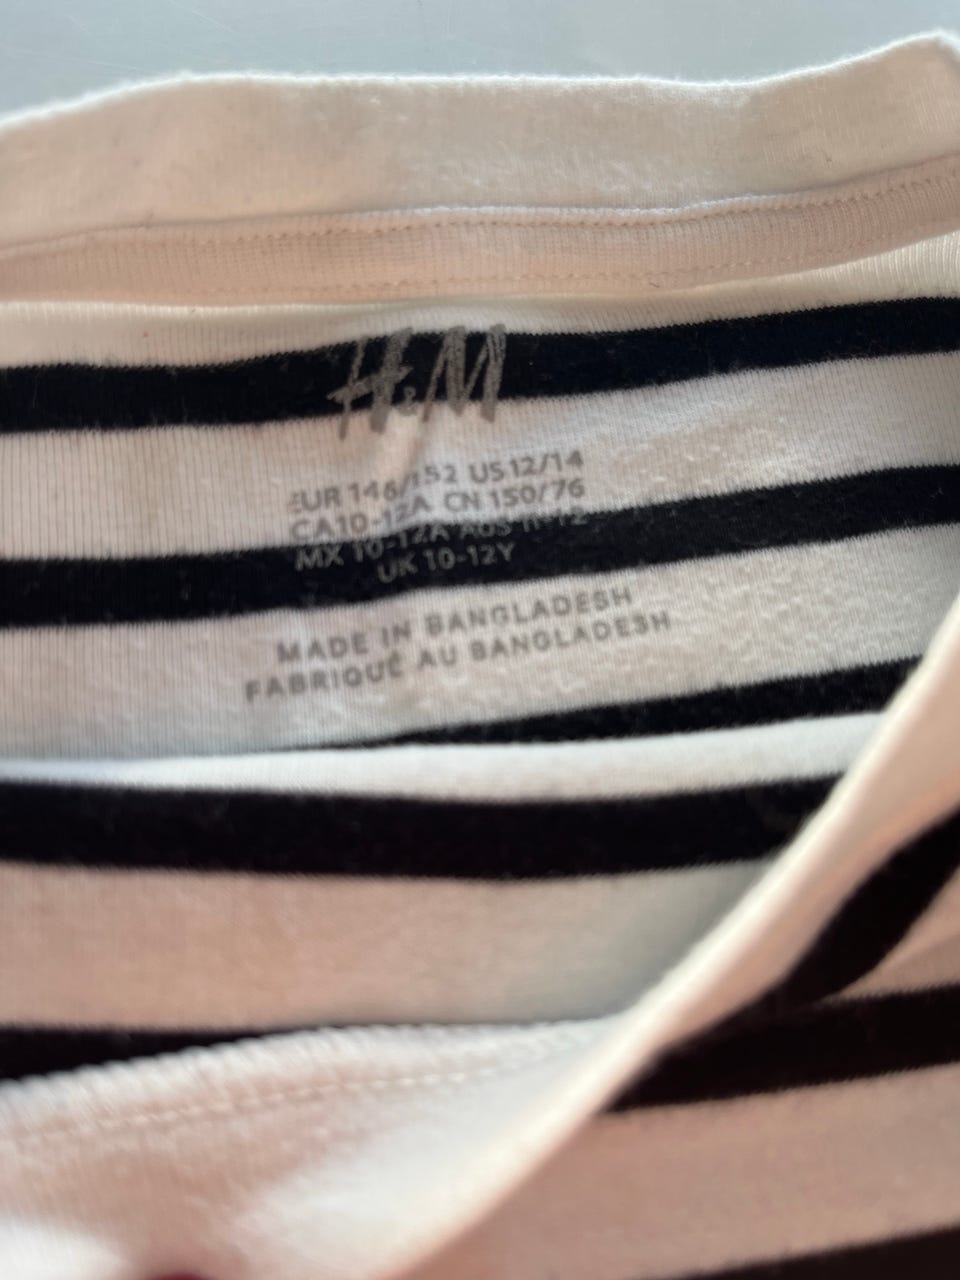 H&M
EUR 146/152 US 12/14
CA10-12A CN 150/76
MX 10-12A AUS 11-12
UK 10-12Y
MADE IN BANGLADESH
FABRIQUÉ AU BANGLADESH